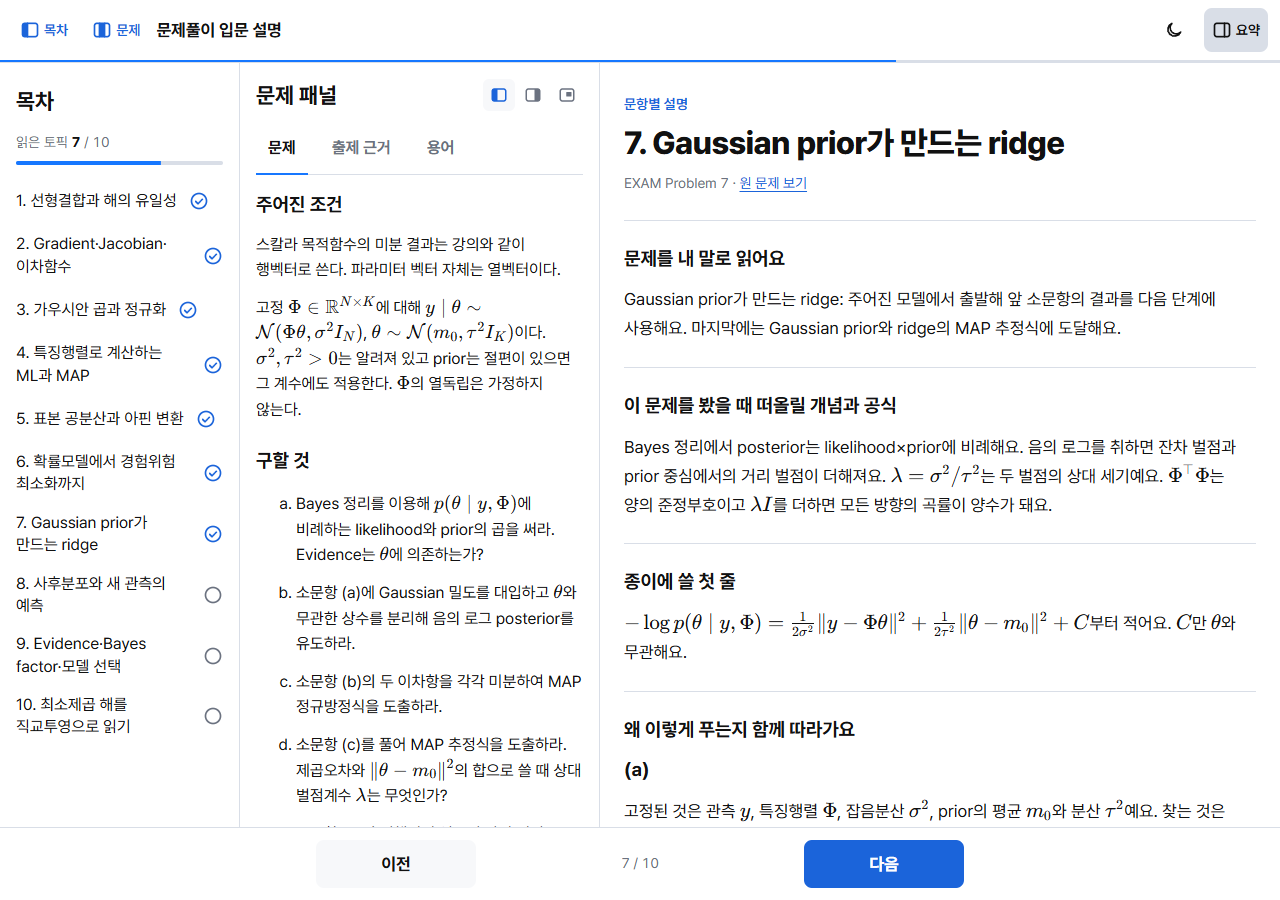 목차
문제
문제풀이 입문 설명
요약
목차
읽은 토픽 7 / 10
1. 선형결합과 해의 유일성
2. Gradient·Jacobian·
이차함수
3. 가우시안 곱과 정규화
4. 특징행렬로 계산하는
ML과 MAP
5. 표본 공분산과 아핀 변환
6. 확률모델에서 경험위험
최소화까지
7. Gaussian prior가
만드는 ridge
8. 사후분포와 새 관측의
예측
9. Evidence·Bayes
factor·모델 선택
10. 최소제곱 해를
직교투영으로 읽기
문제 패널
문제
출제 근거
용어
주어진 조건
스칼라 목적함수의 미분 결과는 강의와 같이
행벡터로 쓴다. 파라미터 벡터 자체는 열벡터이다.
고정 Φ ∈ ℝ^{N×K}에 대해 y | θ ∼
𝒩(Φθ, σ²I_N), θ ∼ 𝒩(m₀, τ²I_K)이다.
σ², τ² > 0는 알려져 있고 prior는 절편이 있으면
그 계수에도 적용한다. Φ의 열독립은 가정하지
않는다.
구할 것
a. Bayes 정리를 이용해 p(θ | y, Φ)에
비례하는 likelihood와 prior의 곱을 써라.
Evidence는 θ에 의존하는가?
b. 소문항 (a)에 Gaussian 밀도를 대입하고 θ와
무관한 상수를 분리해 음의 로그 posterior를
유도하라.
c. 소문항 (b)의 두 이차항을 각각 미분하여 MAP
정규방정식을 도출하라.
d. 소문항 (c)를 풀어 MAP 추정식을 도출하라.
제곱오차와 ‖θ − m₀‖²의 합으로 쓸 때 상대
벌점계수 λ는 무엇인가?
문항별 설명
7. Gaussian prior가 만드는 ridge
EXAM Problem 7 · 원 문제 보기
문제를 내 말로 읽어요
Gaussian prior가 만드는 ridge: 주어진 모델에서 출발해 앞 소문항의 결과를 다음 단계에
사용해요. 마지막에는 Gaussian prior와 ridge의 MAP 추정식에 도달해요.
이 문제를 봤을 때 떠올릴 개념과 공식
Bayes 정리에서 posterior는 likelihood×prior에 비례해요. 음의 로그를 취하면 잔차 벌점과
prior 중심에서의 거리 벌점이 더해져요. λ = σ²/τ²는 두 벌점의 상대 세기예요. Φ^⊤Φ는
양의 준정부호이고 λI를 더하면 모든 방향의 곡률이 양수가 돼요.
종이에 쓸 첫 줄
− log p(θ | y, Φ) = 1/(2σ²) ‖y − Φθ‖² + 1/(2τ²) ‖θ − m₀‖² + C부터 적어요. C만 θ와
무관해요.
왜 이렇게 푸는지 함께 따라가요
(a)
고정된 것은 관측 y, 특징행렬 Φ, 잡음분산 σ², prior의 평균 m₀와 분산 τ²예요. 찾는 것은
이전
7 / 10
다음